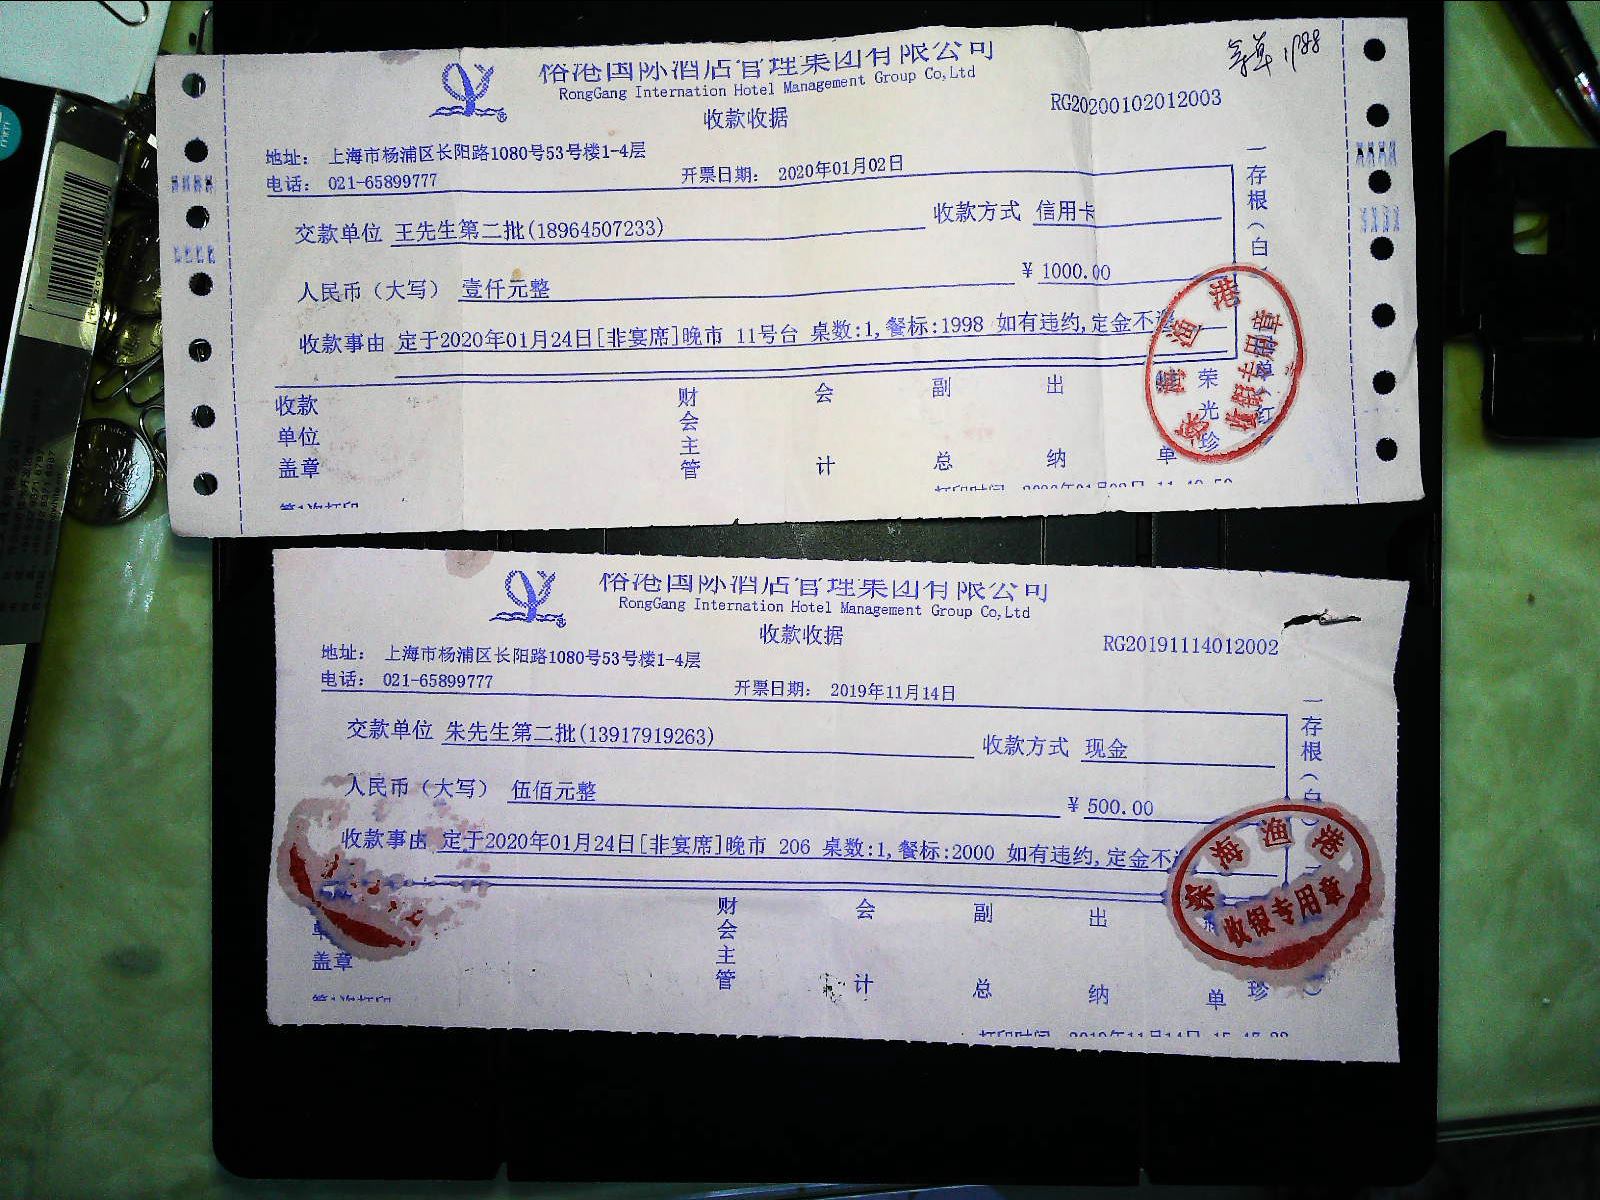 裕港国际酒店管理集团有限公司
RongGang Internation Hotel Management Group Co,Ltd
收款收据
RG20200102012003
地址： 上海市杨浦区长阳路1080号53号楼1-4层
电话： 021-65899777
开票日期： 2020年01月02日
交款单位 王先生第二批(18964507233)
收款方式 信用卡
人民币（大写） 壹仟元整
¥ 1000.00
收款事由 定于2020年01月24日[非宴席]晚市 11号台 桌数:1,餐标:1998 如有违约,定金不
一存根（白
收款单位盖章
财会主管
会计
副总
出纳
单
荣光珍
第1次打印
裕港国际酒店管理集团有限公司
RongGang Internation Hotel Management Group Co,Ltd
收款收据
RG20191114012002
地址： 上海市杨浦区长阳路1080号53号楼1-4层
电话： 021-65899777
开票日期： 2019年11月14日
交款单位 朱先生第二批(13917919263)
收款方式 现金
人民币（大写） 伍佰元整
¥ 500.00
收款事由 定于2020年01月24日[非宴席]晚市 206 桌数:1,餐标:2000 如有违约,定金不
一存根（白
盖章
财会主管
会计
副总
出纳
单
珍
海渔港
收银专用章